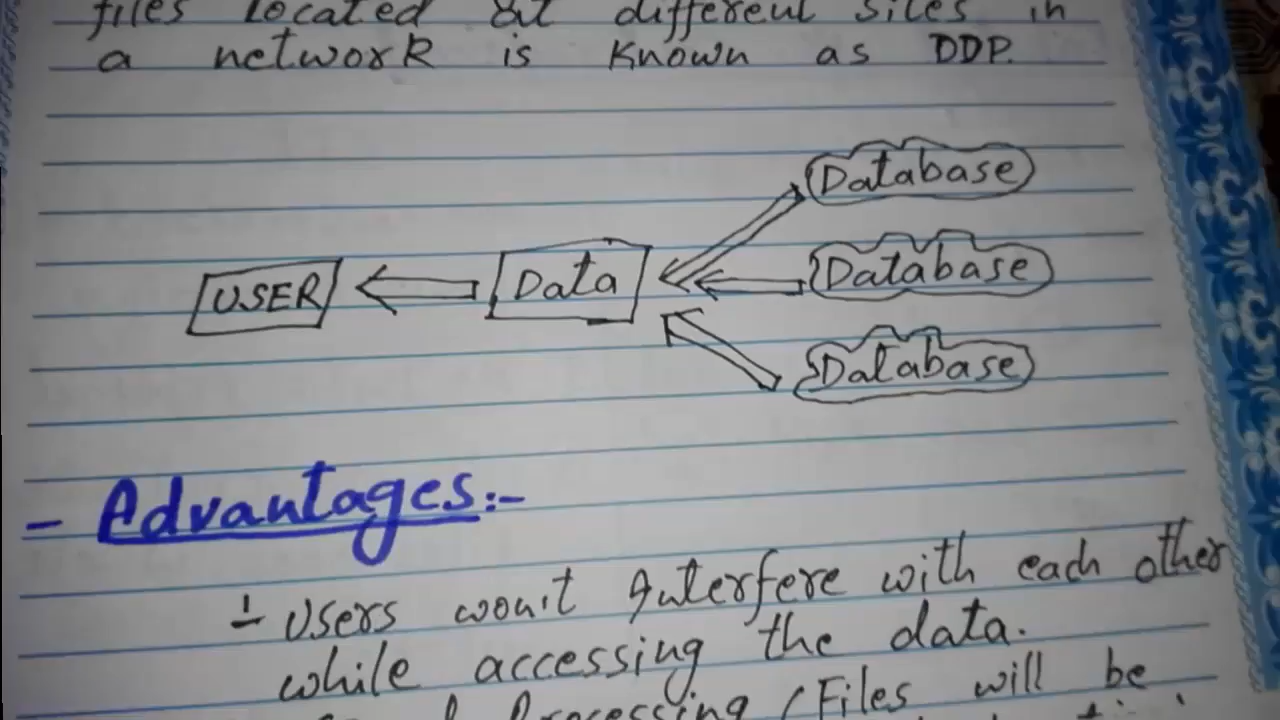 files located at different sites in
a network is known as DDP.
Database
USER Data Database
Database
- Advantages:-
1- Users won't Interfere with each other
while accessing the data.
Processing / Files will be